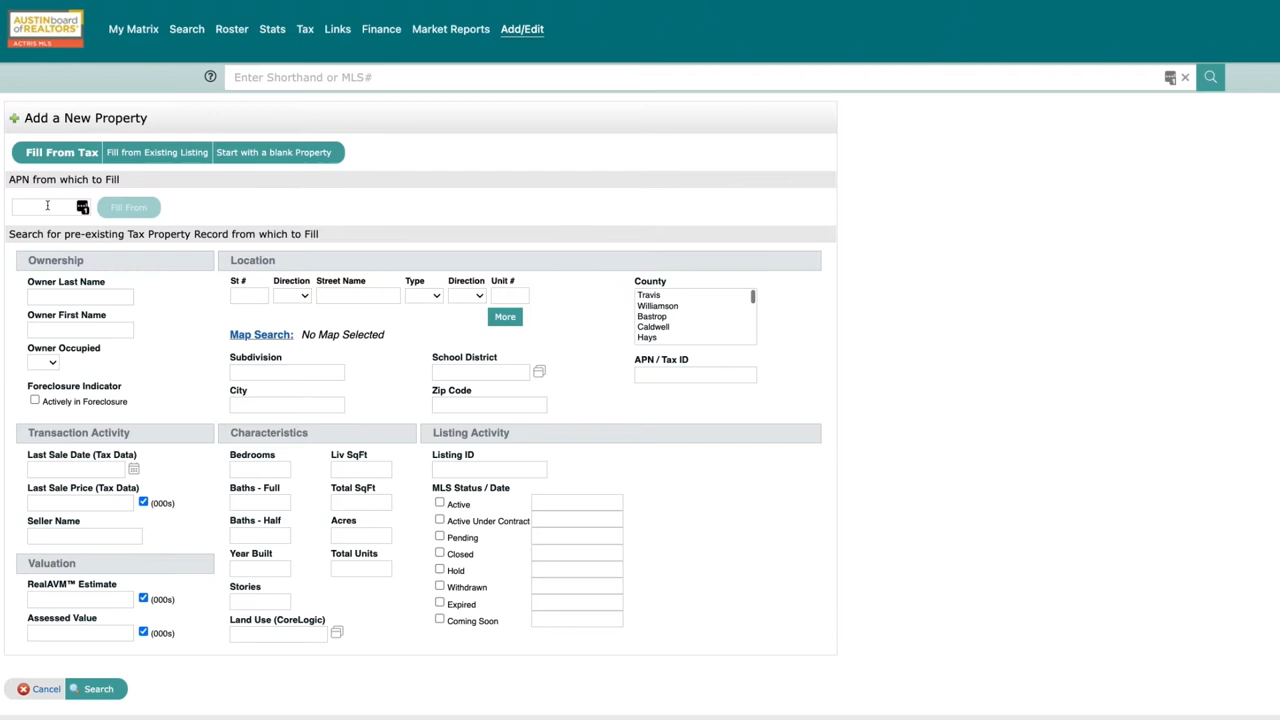 AUSTINboard
of REALTORS®
ACTRIS MLS
My Matrix Search Roster Stats Tax Links Finance Market Reports Add/Edit
Enter Shorthand or MLS#
Add a New Property
Fill From Tax Fill from Existing Listing Start with a blank Property
APN from which to Fill
Fill From
Search for pre-existing Tax Property Record from which to Fill
Ownership Location
Owner Last Name St # Direction Street Name Type Direction Unit # County
Travis
Williamson
Bastrop
Caldwell
Hays
Owner First Name More
Map Search: No Map Selected
Owner Occupied Subdivision School District APN / Tax ID
Foreclosure Indicator City Zip Code
Actively in Foreclosure
Transaction Activity Characteristics Listing Activity
Last Sale Date (Tax Data) Bedrooms Liv SqFt Listing ID
Last Sale Price (Tax Data) Baths - Full Total SqFt MLS Status / Date
(000s) Active
Seller Name Baths - Half Acres Active Under Contract
Pending
Valuation Year Built Total Units Closed
Hold
RealAVM™ Estimate Stories Withdrawn
(000s) Expired
Assessed Value Land Use (CoreLogic) Coming Soon
(000s)
Cancel Search